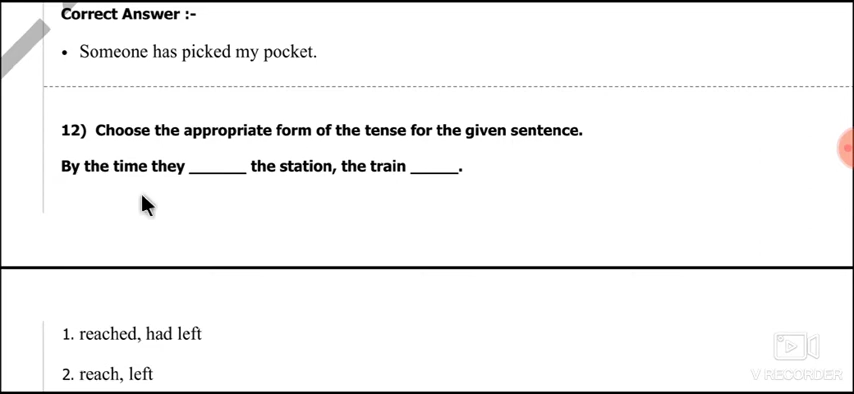 Correct Answer :-
• Someone has picked my pocket.
12) Choose the appropriate form of the tense for the given sentence.
By the time they ______ the station, the train _____.
1. reached, had left
2. reach, left
V RECORDER